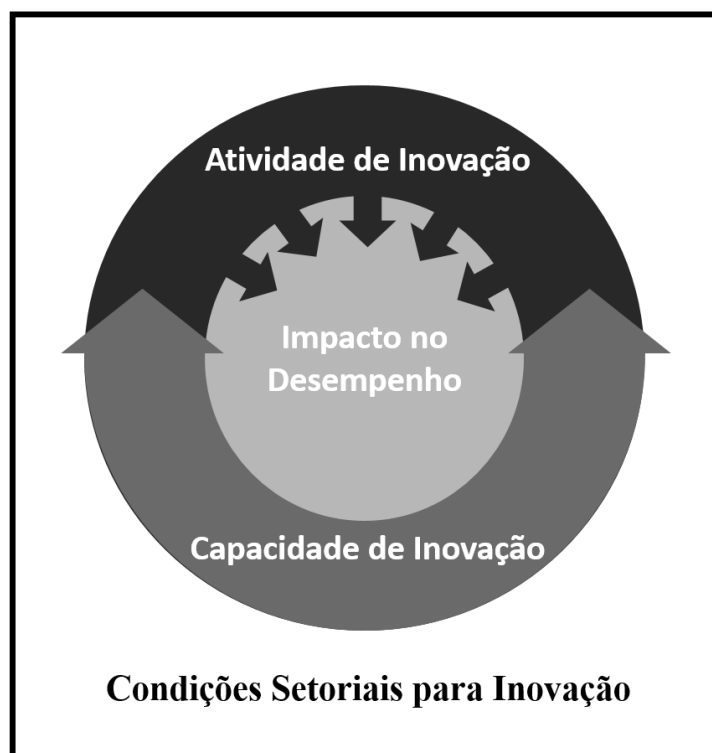 Atividade de Inovação
Impacto no
Desempenho
Capacidade de Inovação
Condições Setoriais para Inovação